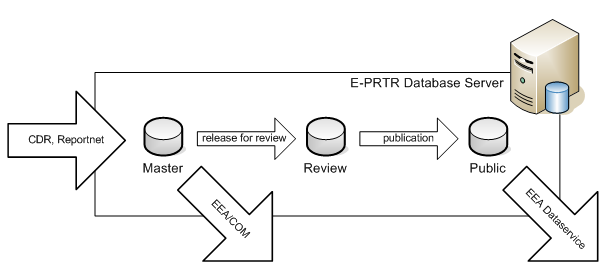 E-PRTR Database Server
CDR, Reportnet
release for review
publication
Master
Review
Public
EEA/COM
EEA Dataservice